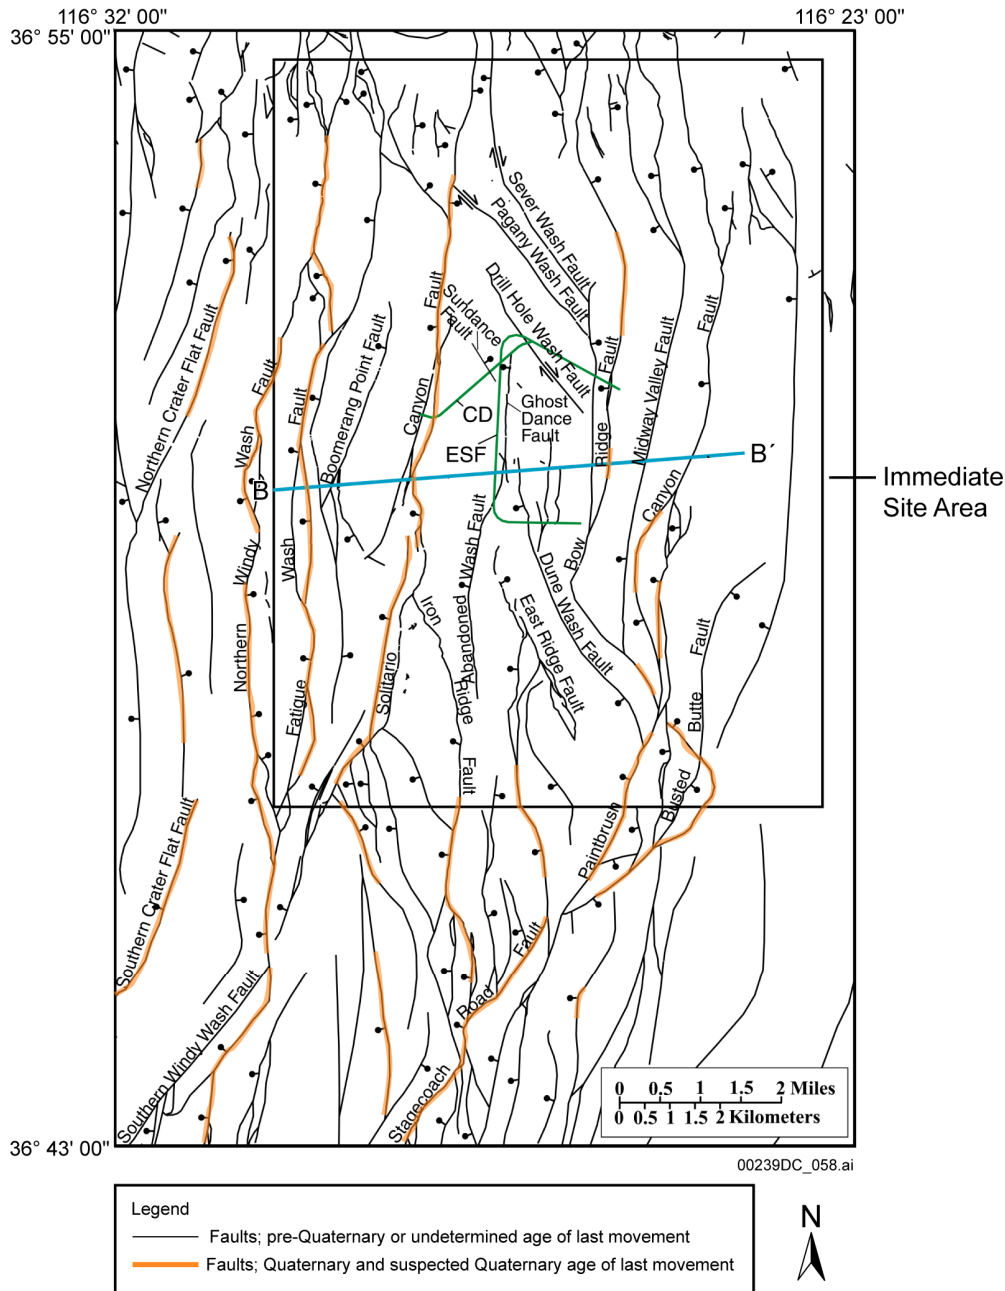 116° 32' 00"
116° 23' 00"
36° 55' 00"
Sever Wash Fault
Pagany Wash Fault
Drill Hole Wash Fault
Sundance
Fault
Fault
Canyon
Solitario
Northern Crater Flat Fault
Fault
Wash
Windy
Northern
Fault
Wash
Fatigue
Boomerang Point Fault
CD
ESF
Ghost
Dance
Fault
Fault
Ridge
Bow
Midway Valley Fault
Fault
Canyon
Paintbrush
B
B´
Immediate
Site Area
Abandoned Wash Fault
Iron
Ridge
Fault
Dune Wash Fault
East Ridge Fault
Fault
Butte
Busted
Southern Crater Flat Fault
Southern Windy Wash Fault
Fault
Road
Stagecoach
0 0.5 1 1.5 2 Miles
0 0.5 1 1.5 2 Kilometers
36° 43' 00"
00239DC_058.ai
Legend
Faults; pre-Quaternary or undetermined age of last movement
Faults; Quaternary and suspected Quaternary age of last movement
N